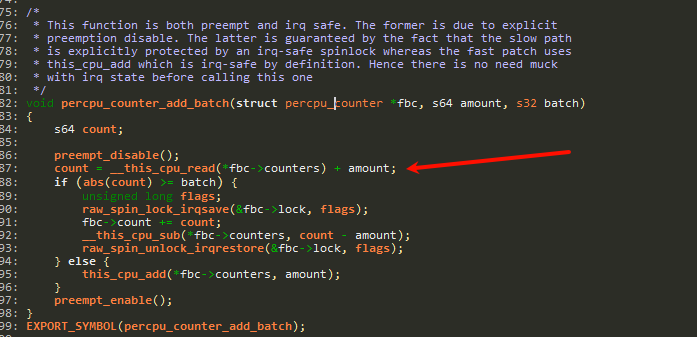 75: /*
76:  * This function is both preempt and irq safe. The former is due to explicit
77:  * preemption disable. The latter is guaranteed by the fact that the slow path
78:  * is explicitly protected by an irq-safe spinlock whereas the fast patch uses
79:  * this_cpu_add which is irq-safe by definition. Hence there is no need muck
80:  * with irq state before calling this one
81:  */
82: void percpu_counter_add_batch(struct percpu_counter *fbc, s64 amount, s32 batch)
83: {
84:     s64 count;
85:
86:     preempt_disable();
87:     count = __this_cpu_read(*fbc->counters) + amount;
88:     if (abs(count) >= batch) {
89:         unsigned long flags;
90:         raw_spin_lock_irqsave(&fbc->lock, flags);
91:         fbc->count += count;
92:         __this_cpu_sub(*fbc->counters, count - amount);
93:         raw_spin_unlock_irqrestore(&fbc->lock, flags);
94:     } else {
95:         this_cpu_add(*fbc->counters, amount);
96:     }
97:     preempt_enable();
98: }
99: EXPORT_SYMBOL(percpu_counter_add_batch);